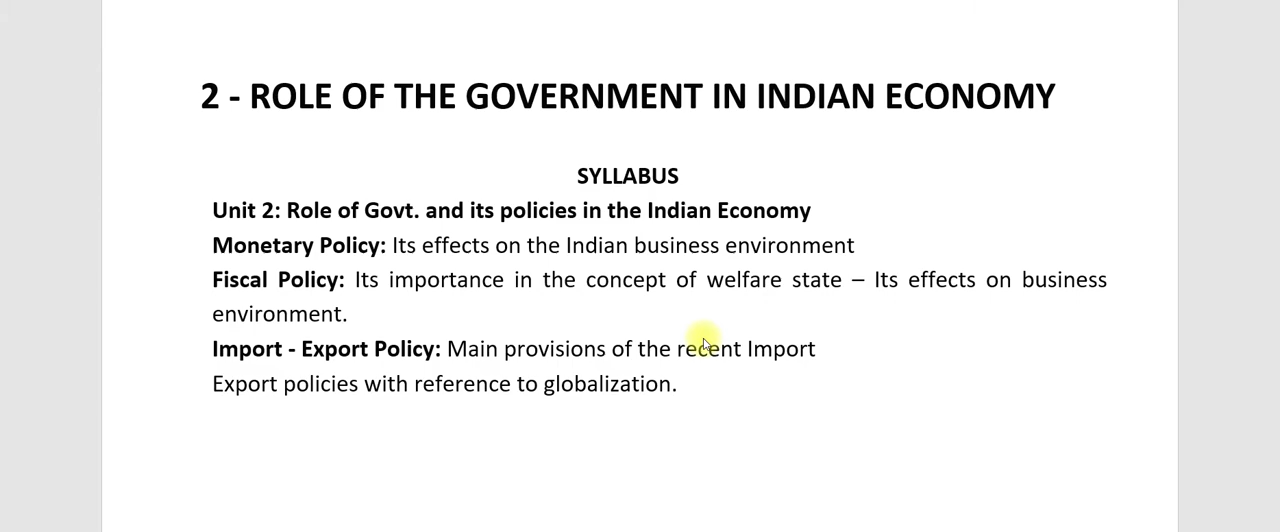 2 - ROLE OF THE GOVERNMENT IN INDIAN ECONOMY
SYLLABUS
Unit 2: Role of Govt. and its policies in the Indian Economy
Monetary Policy: Its effects on the Indian business environment
Fiscal Policy: Its importance in the concept of welfare state – Its effects on business
environment.
Import - Export Policy: Main provisions of the recent Import
Export policies with reference to globalization.